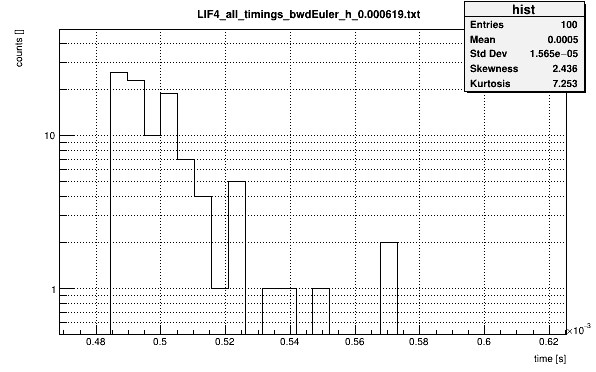 LIF4_all_timings_bwdEuler_h_0.000619.txt
hist
Entries 100
Mean 0.0005
Std Dev 1.565e−05
Skewness 2.436
Kurtosis 7.253
counts []
10
1
0.48 0.5 0.52 0.54 0.56 0.58 0.6 0.62
×10⁻³
time [s]